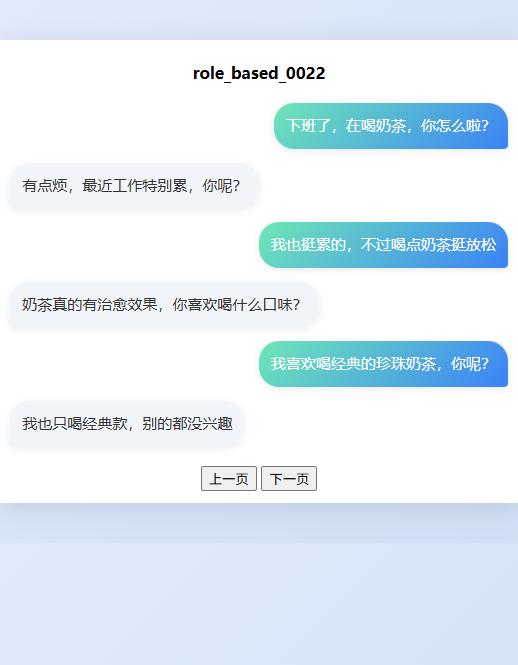 role_based_0022
下班了，在喝奶茶，你怎么啦？
有点烦，最近工作特别累，你呢？
我也挺累的，不过喝点奶茶挺放松
奶茶真的有治愈效果，你喜欢喝什么口味？
我喜欢喝经典的珍珠奶茶，你呢？
我也只喝经典款，别的都没兴趣
上一页 下一页